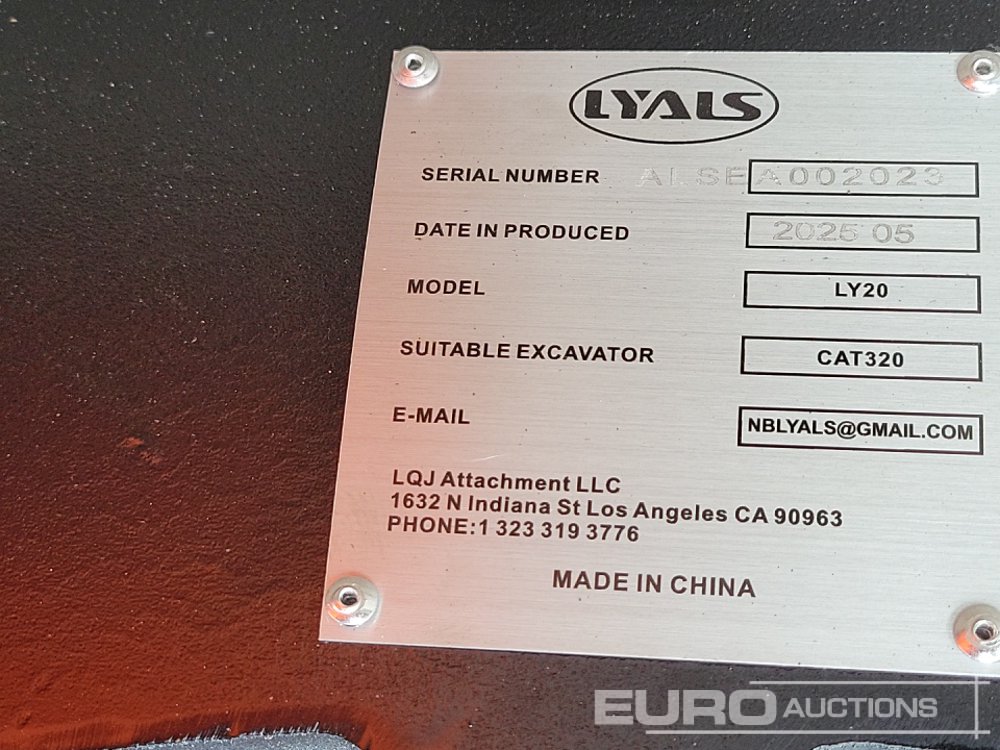 LYALS
SERIAL NUMBER ALSEA002023
DATE IN PRODUCED 2025 05
MODEL LY20
SUITABLE EXCAVATOR CAT320
E-MAIL NBLYALS@GMAIL.COM
LQJ Attachment LLC
1632 N Indiana St Los Angeles CA 90963
PHONE:1 323 319 3776
MADE IN CHINA
EURO AUCTIONS